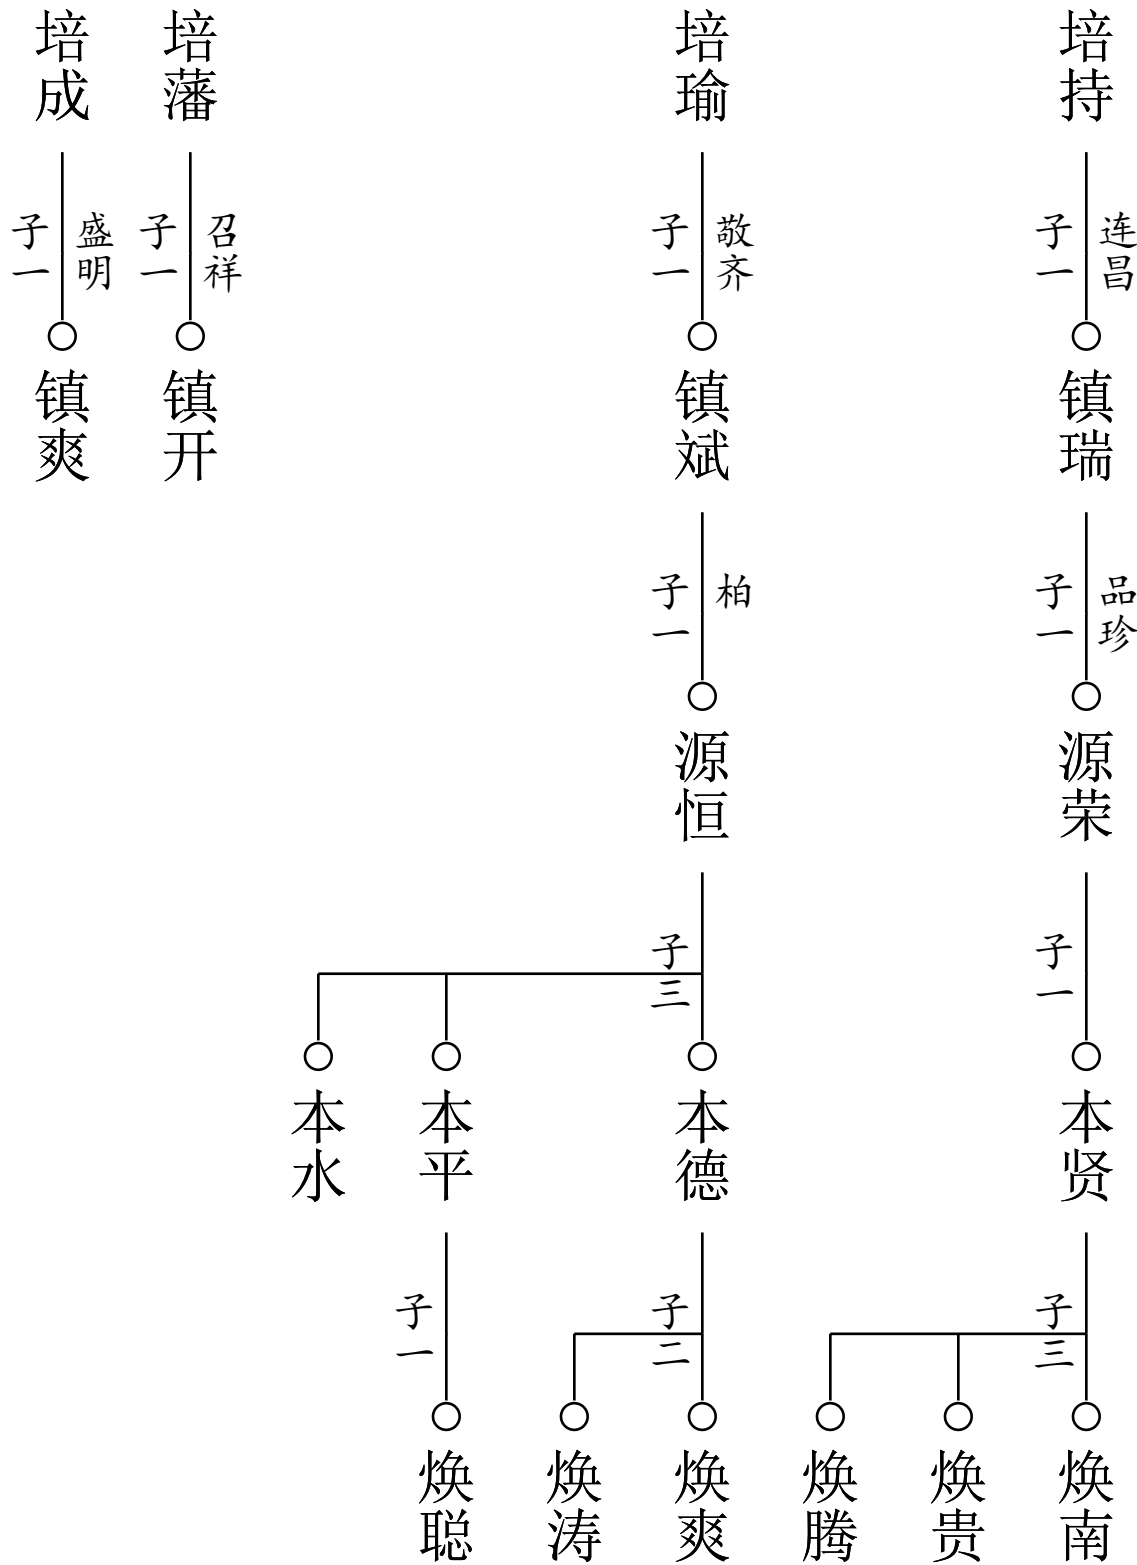 培持
子一
连昌
镇瑞
子一
品珍
源荣
子一
本贤
子三
焕南
焕贵
焕腾
培瑜
子一
敬齐
镇斌
子一
柏
源恒
子三
本德
子二
焕爽
焕涛
本平
子一
焕聪
本水
培藩
子一
召祥
镇开
培成
子一
盛明
镇爽